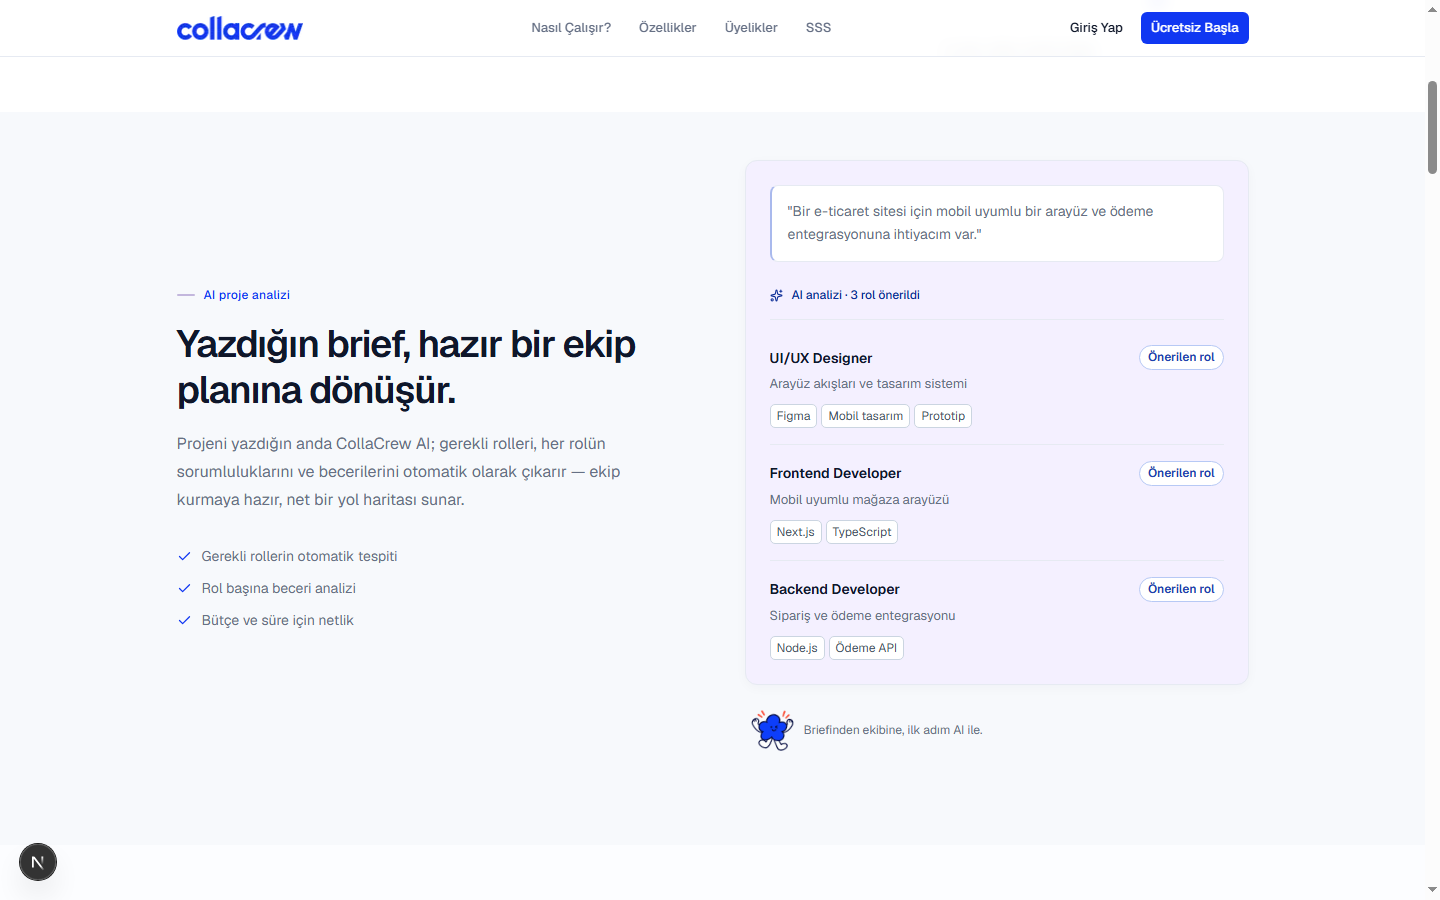 collacrew
Nasıl Çalışır?
Özellikler
Üyelikler
SSS
Giriş Yap
Ücretsiz Başla
AI proje analizi
Yazdığın brief, hazır bir ekip
planına dönüşür.
Projeni yazdığın anda CollaCrew AI; gerekli rolleri, her rolün
sorumluluklarını ve becerilerini otomatik olarak çıkarır — ekip
kurmaya hazır, net bir yol haritası sunar.
Gerekli rollerin otomatik tespiti
Rol başına beceri analizi
Bütçe ve süre için netlik
"Bir e-ticaret sitesi için mobil uyumlu bir arayüz ve ödeme
entegrasyonuna ihtiyacım var."
AI analizi · 3 rol önerildi
UI/UX Designer
Önerilen rol
Arayüz akışları ve tasarım sistemi
Figma
Mobil tasarım
Prototip
Frontend Developer
Önerilen rol
Mobil uyumlu mağaza arayüzü
Next.js
TypeScript
Backend Developer
Önerilen rol
Sipariş ve ödeme entegrasyonu
Node.js
Ödeme API
Briefinden ekibine, ilk adım AI ile.
N